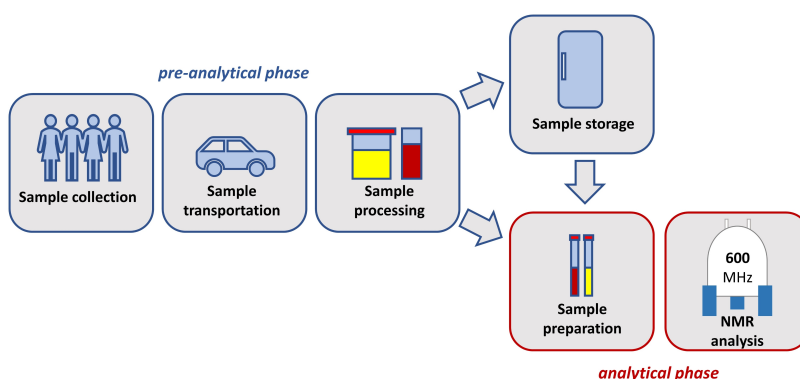 pre-analytical phase
Sample collection
Sample
transportation
Sample
processing
Sample storage
Sample
preparation
600
MHz
NMR
analysis
analytical phase